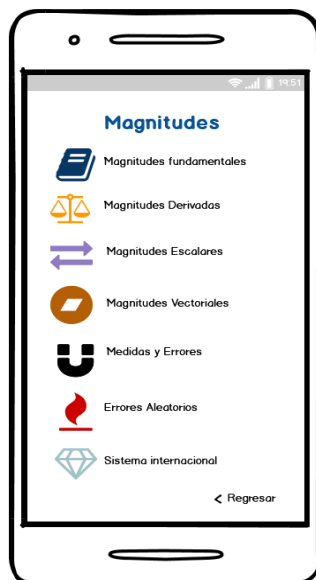 19:51
Magnitudes
Magnitudes fundamentales
Magnitudes Derivadas
Magnitudes Escalares
Magnitudes Vectoriales
Medidas y Errores
Errores Aleatorios
Sistema internacional
< Regresar